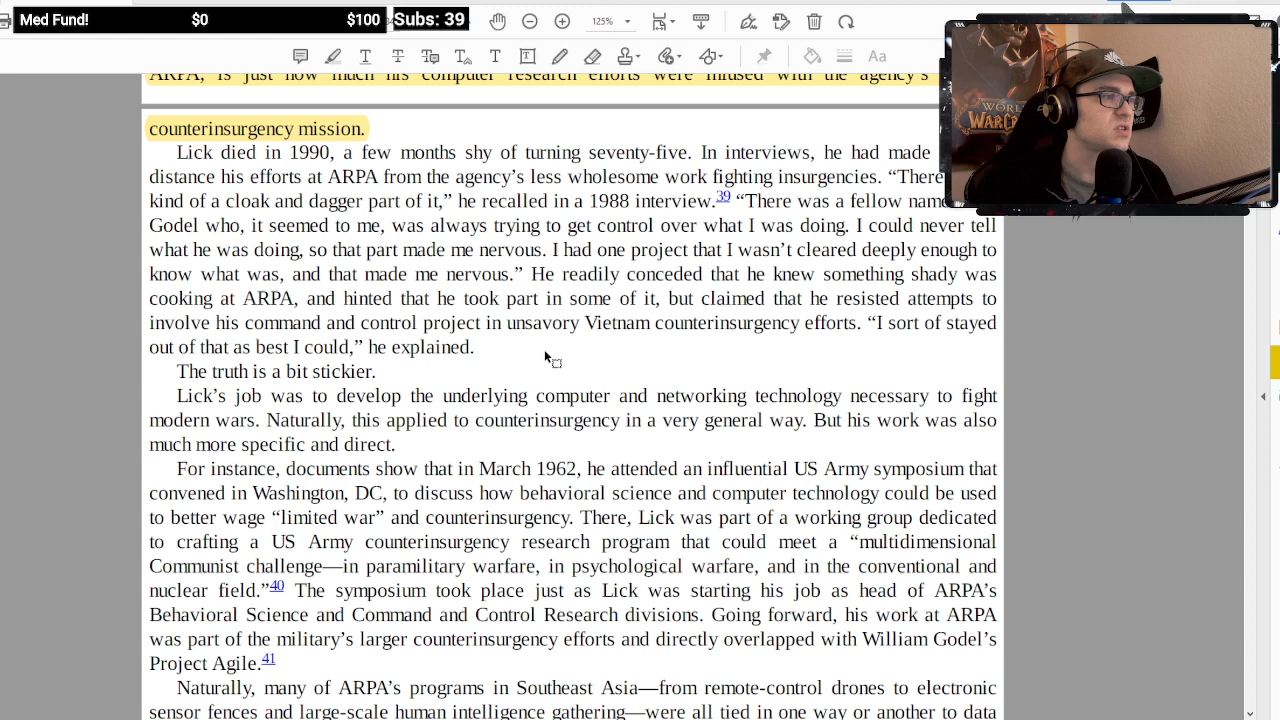 Med Fund! $0 $100 Subs: 39
125%
Aa
ARPA, is just how much his computer research efforts were infused with the agency's
counterinsurgency mission.
Lick died in 1990, a few months shy of turning seventy-five. In interviews, he had made
distance his efforts at ARPA from the agency's less wholesome work fighting insurgencies. “There
kind of a cloak and dagger part of it,” he recalled in a 1988 interview.39 “There was a fellow
Godel who, it seemed to me, was always trying to get control over what I was doing. I could never tell
what he was doing, so that part made me nervous. I had one project that I wasn't cleared deeply enough to
know what was, and that made me nervous.” He readily conceded that he knew something shady was
cooking at ARPA, and hinted that he took part in some of it, but claimed that he resisted attempts to
involve his command and control project in unsavory Vietnam counterinsurgency efforts. “I sort of stayed
out of that as best I could,” he explained.
The truth is a bit stickier.
Lick's job was to develop the underlying computer and networking technology necessary to fight
modern wars. Naturally, this applied to counterinsurgency in a very general way. But his work was also
much more specific and direct.
For instance, documents show that in March 1962, he attended an influential US Army symposium that
convened in Washington, DC, to discuss how behavioral science and computer technology could be used
to better wage “limited war” and counterinsurgency. There, Lick was part of a working group dedicated
to crafting a US Army counterinsurgency research program that could meet a “multidimensional
Communist challenge—in paramilitary warfare, in psychological warfare, and in the conventional and
nuclear field.”40 The symposium took place just as Lick was starting his job as head of ARPA's
Behavioral Science and Command and Control Research divisions. Going forward, his work at ARPA
was part of the military's larger counterinsurgency efforts and directly overlapped with William Godel's
Project Agile.41
Naturally, many of ARPA's programs in Southeast Asia—from remote-control drones to electronic
sensor fences and large-scale human intelligence gathering—were all tied in one way or another to data